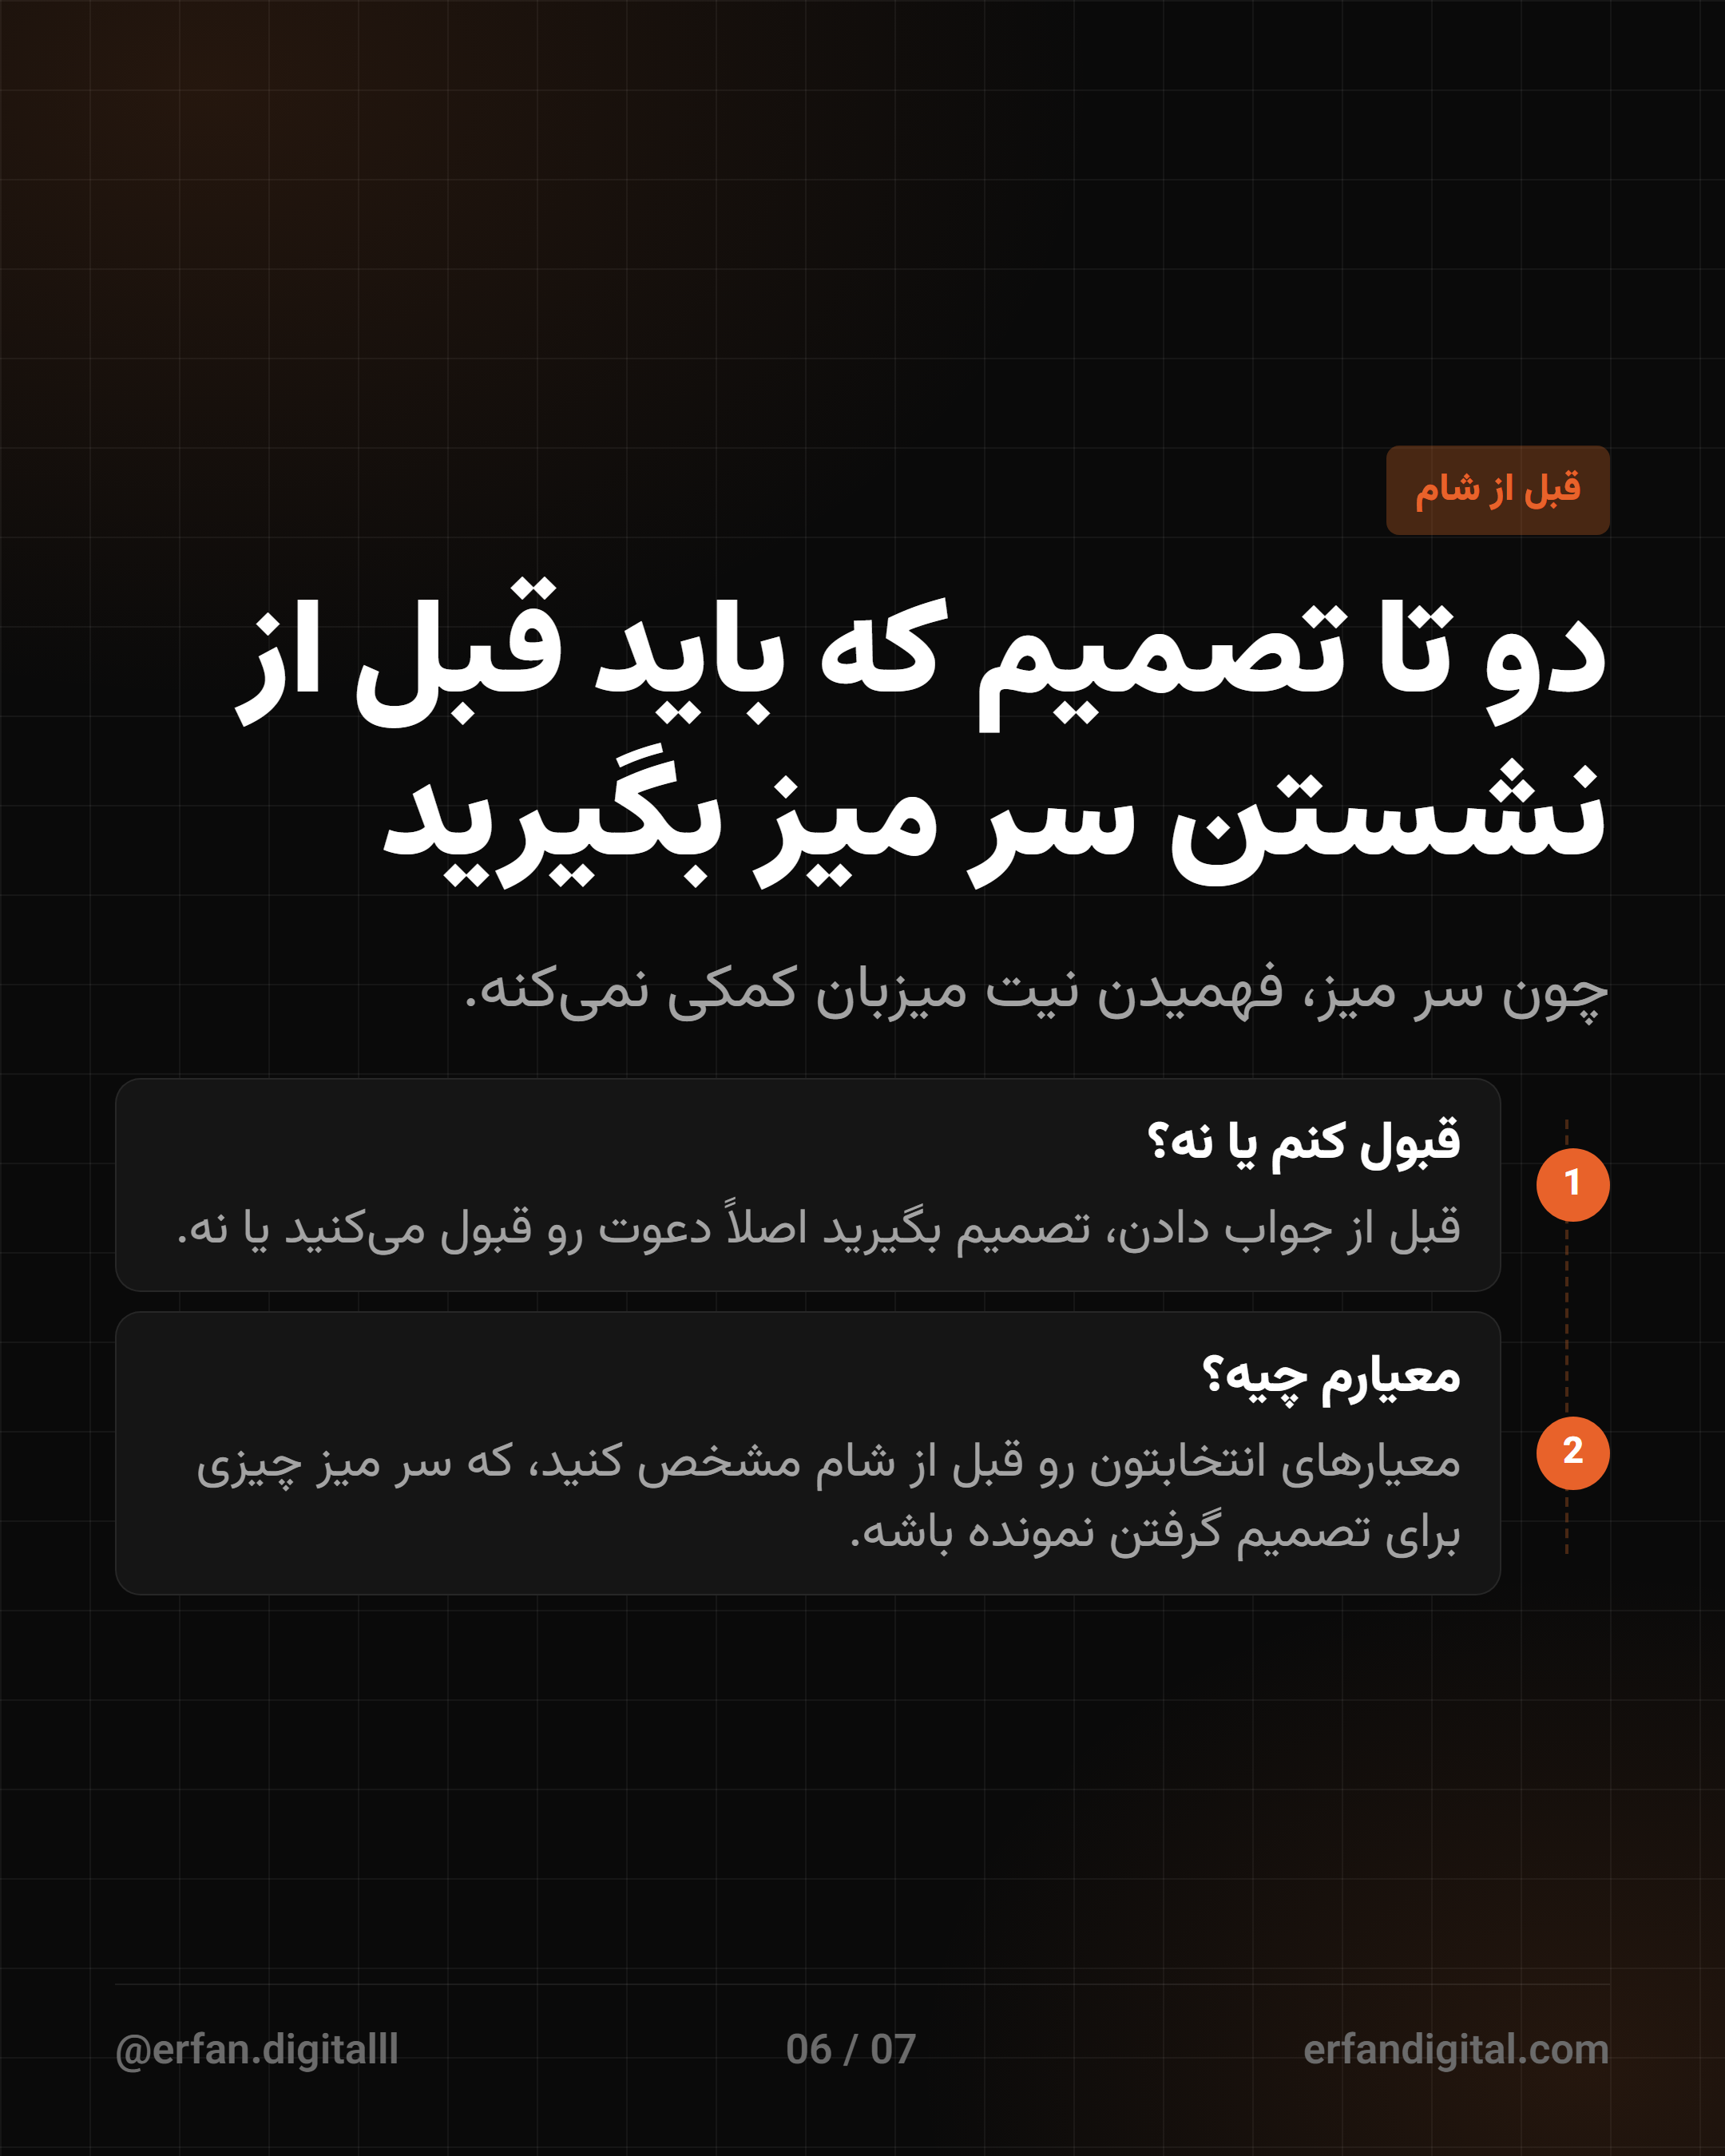 قبل از شام
دو تا تصمیم که باید قبل از
نشستن سر میز بگیرید
چون سر میز، فهمیدن نیت میزبان کمکی نمی‌کنه.
1
قبول کنم یا نه؟
قبل از جواب دادن، تصمیم بگیرید اصلاً دعوت رو قبول می‌کنید یا نه.
2
معیارم چیه؟
معیارهای انتخابتون رو قبل از شام مشخص کنید، که سر میز چیزی
برای تصمیم گرفتن نمونده باشه.
@erfan.digitalll
06 / 07
erfandigital.com